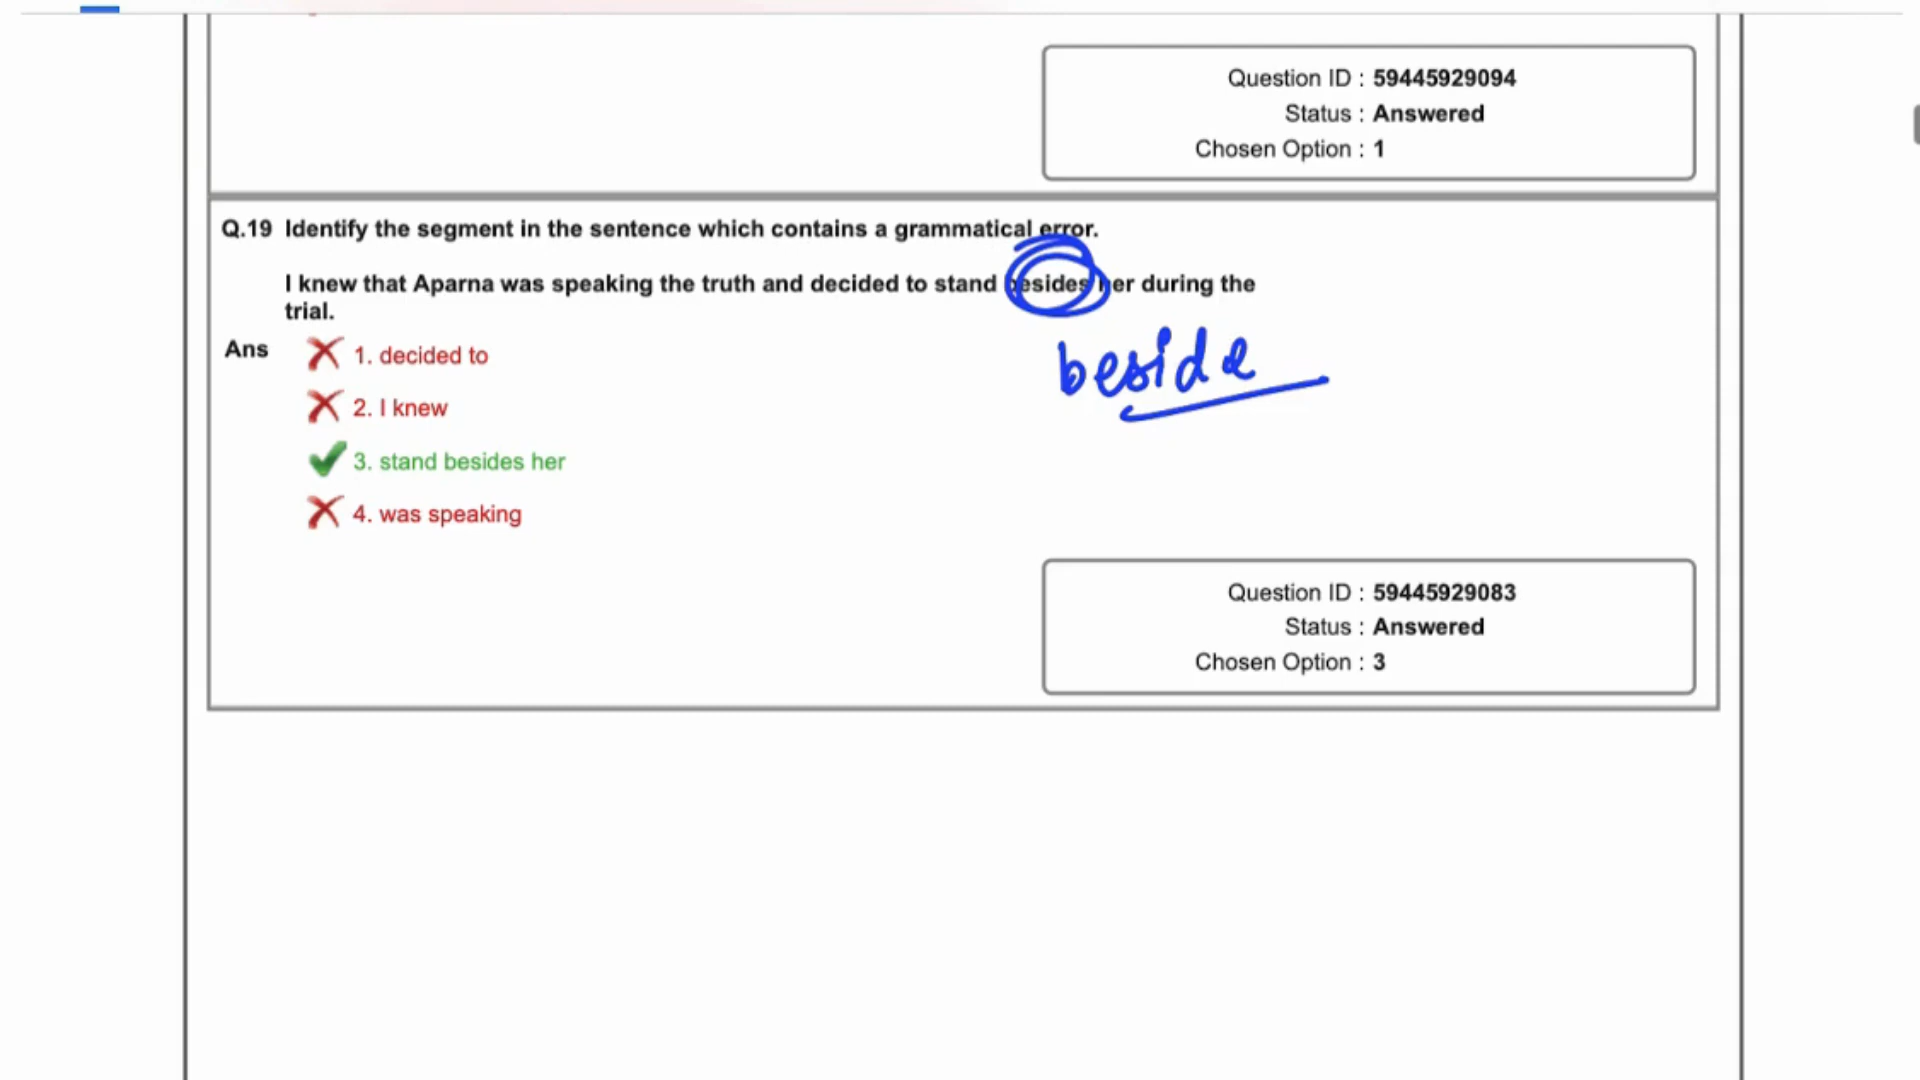 Question ID : 59445929094
Status : Answered
Chosen Option : 1
Q.19 Identify the segment in the sentence which contains a grammatical error.
I knew that Aparna was speaking the truth and decided to stand besides her during the
trial.
beside
Ans
1. decided to
2. I knew
3. stand besides her
4. was speaking
Question ID : 59445929083
Status : Answered
Chosen Option : 3